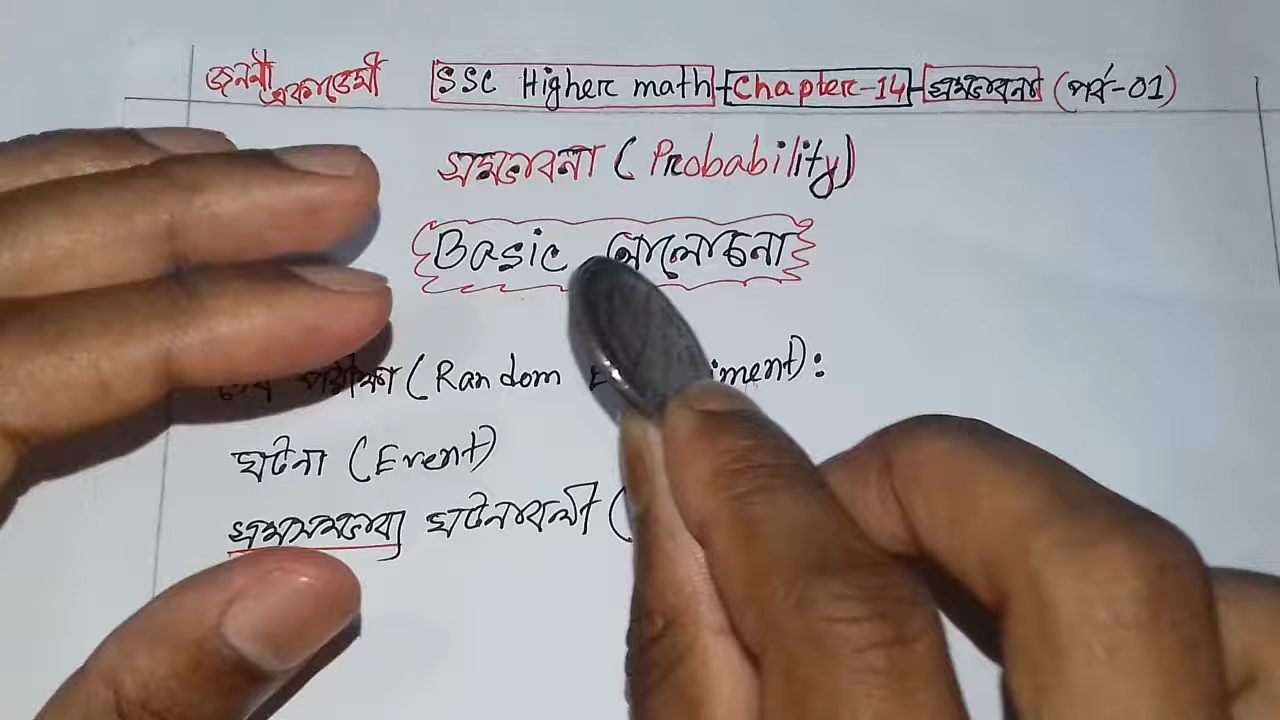 জননী একাডেমী SSC Higher math - Chapter-14 - সম্ভাবনা (পর্ব-01)
সম্ভাবনা (Probability)
Basic আলোচনা
পরীক্ষা (Random iment):
ঘটনা (Event)
সমসম্ভাব্য ঘটনাবলী (